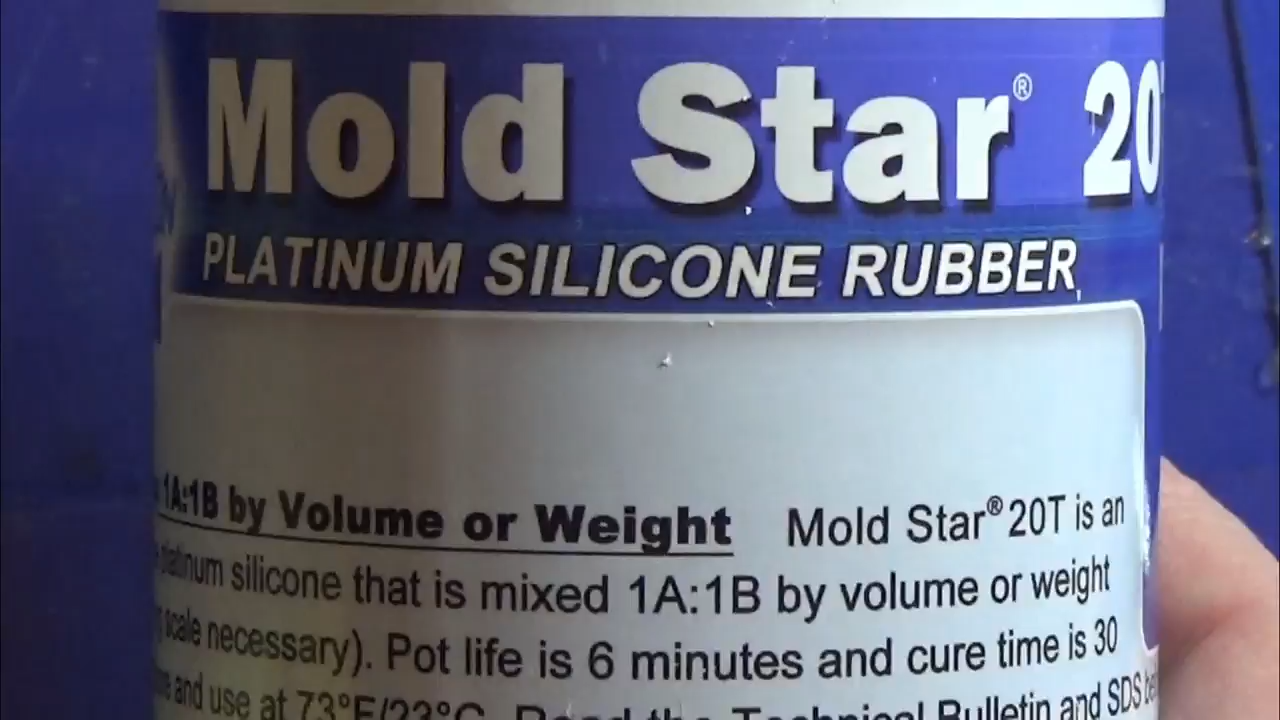 Mold Star® 20
PLATINUM SILICONE RUBBER
1A:1B by Volume or Weight Mold Star® 20T is an
platinum silicone that is mixed 1A:1B by volume or weight
scale necessary). Pot life is 6 minutes and cure time is 30
and use at 73°F/23°C. Read the Technical Bulletin and SDS